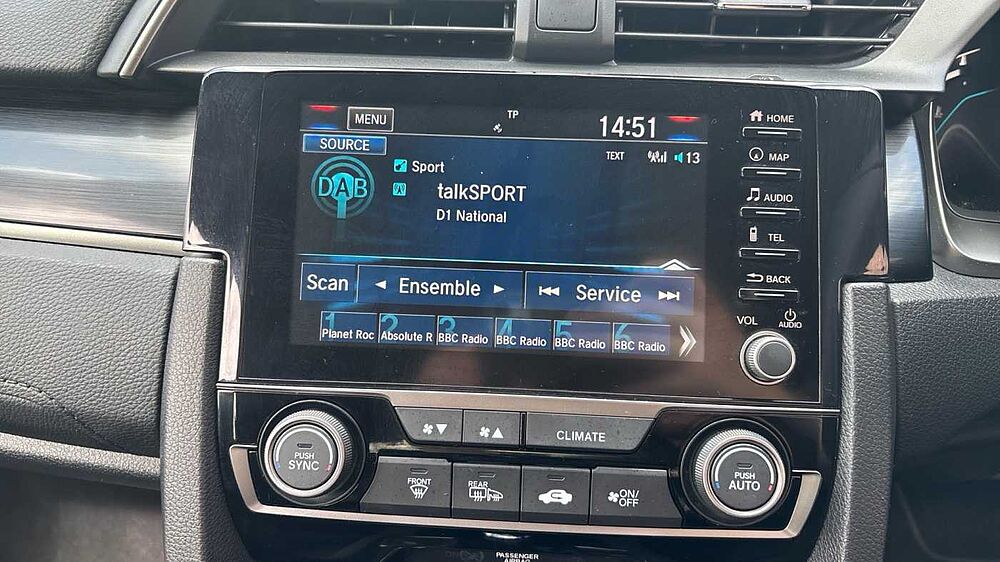 MENU
TP
14:51
SOURCE
TEXT
13
DAB
Sport
talkSPORT
D1 National
Scan
Ensemble
Service
1
Planet Roc
2
Absolute R
3
BBC Radio
4
BBC Radio
5
BBC Radio
6
BBC Radio
HOME
MAP
AUDIO
TEL
BACK
VOL
AUDIO
PUSH
SYNC
CLIMATE
FRONT
REAR
ON/
OFF
PUSH
AUTO
PASSENGER
AIRBAG